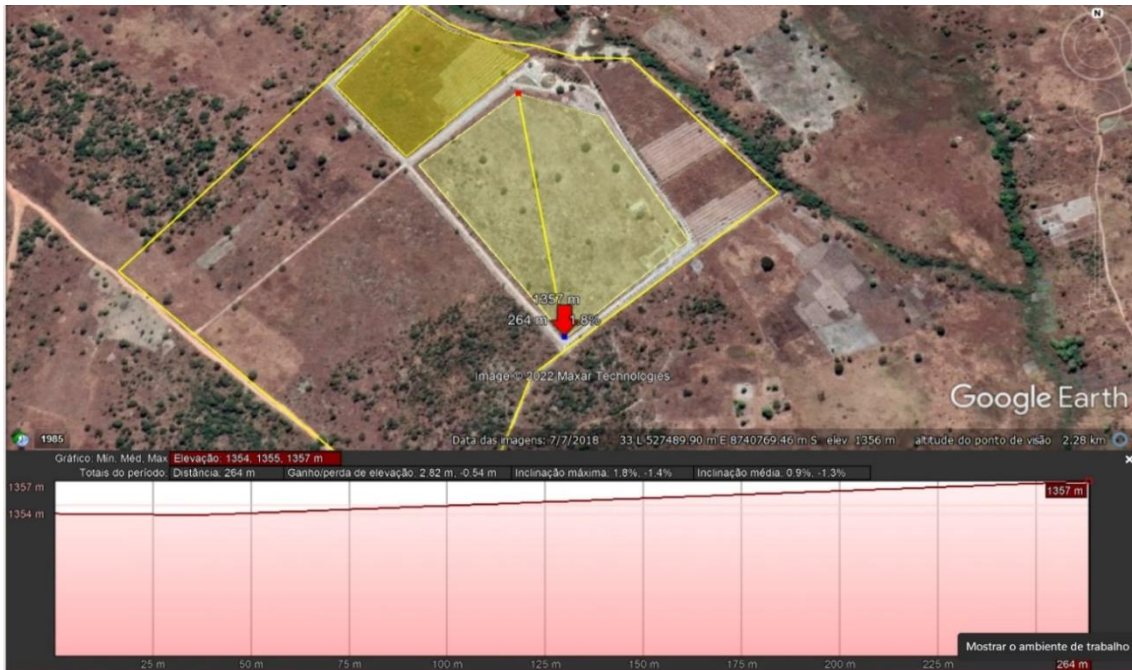 N
1357 m
264 m 1.8%
Image © 2022 Maxar Technologies
Google Earth
1985
Data das imagens: 7/7/2018 33 L 527489.90 m E 8740769.46 m S elev 1356 m altitude do ponto de visão 2.28 km
Gráfico: Mín, Méd, Máx Elevação: 1354, 1355, 1357 m
Totais do período: Distância: 264 m Ganho/perda de elevação: 2.82 m, -0.54 m Inclinação máxima: 1.8%, -1.4% Inclinação média: 0.9%, -1.3%
1357 m
1357 m
1354 m
Mostrar o ambiente de trabalho
25 m 50 m 75 m 100 m 125 m 150 m 175 m 200 m 225 m 264 m